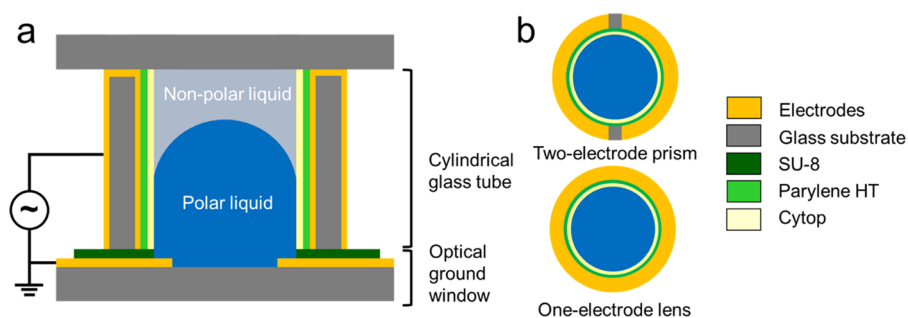 a
Non-polar liquid
Polar liquid
~
Cylindrical
glass tube
Optical
ground
window
b
Two-electrode prism
One-electrode lens
Electrodes
Glass substrate
SU-8
Parylene HT
Cytop